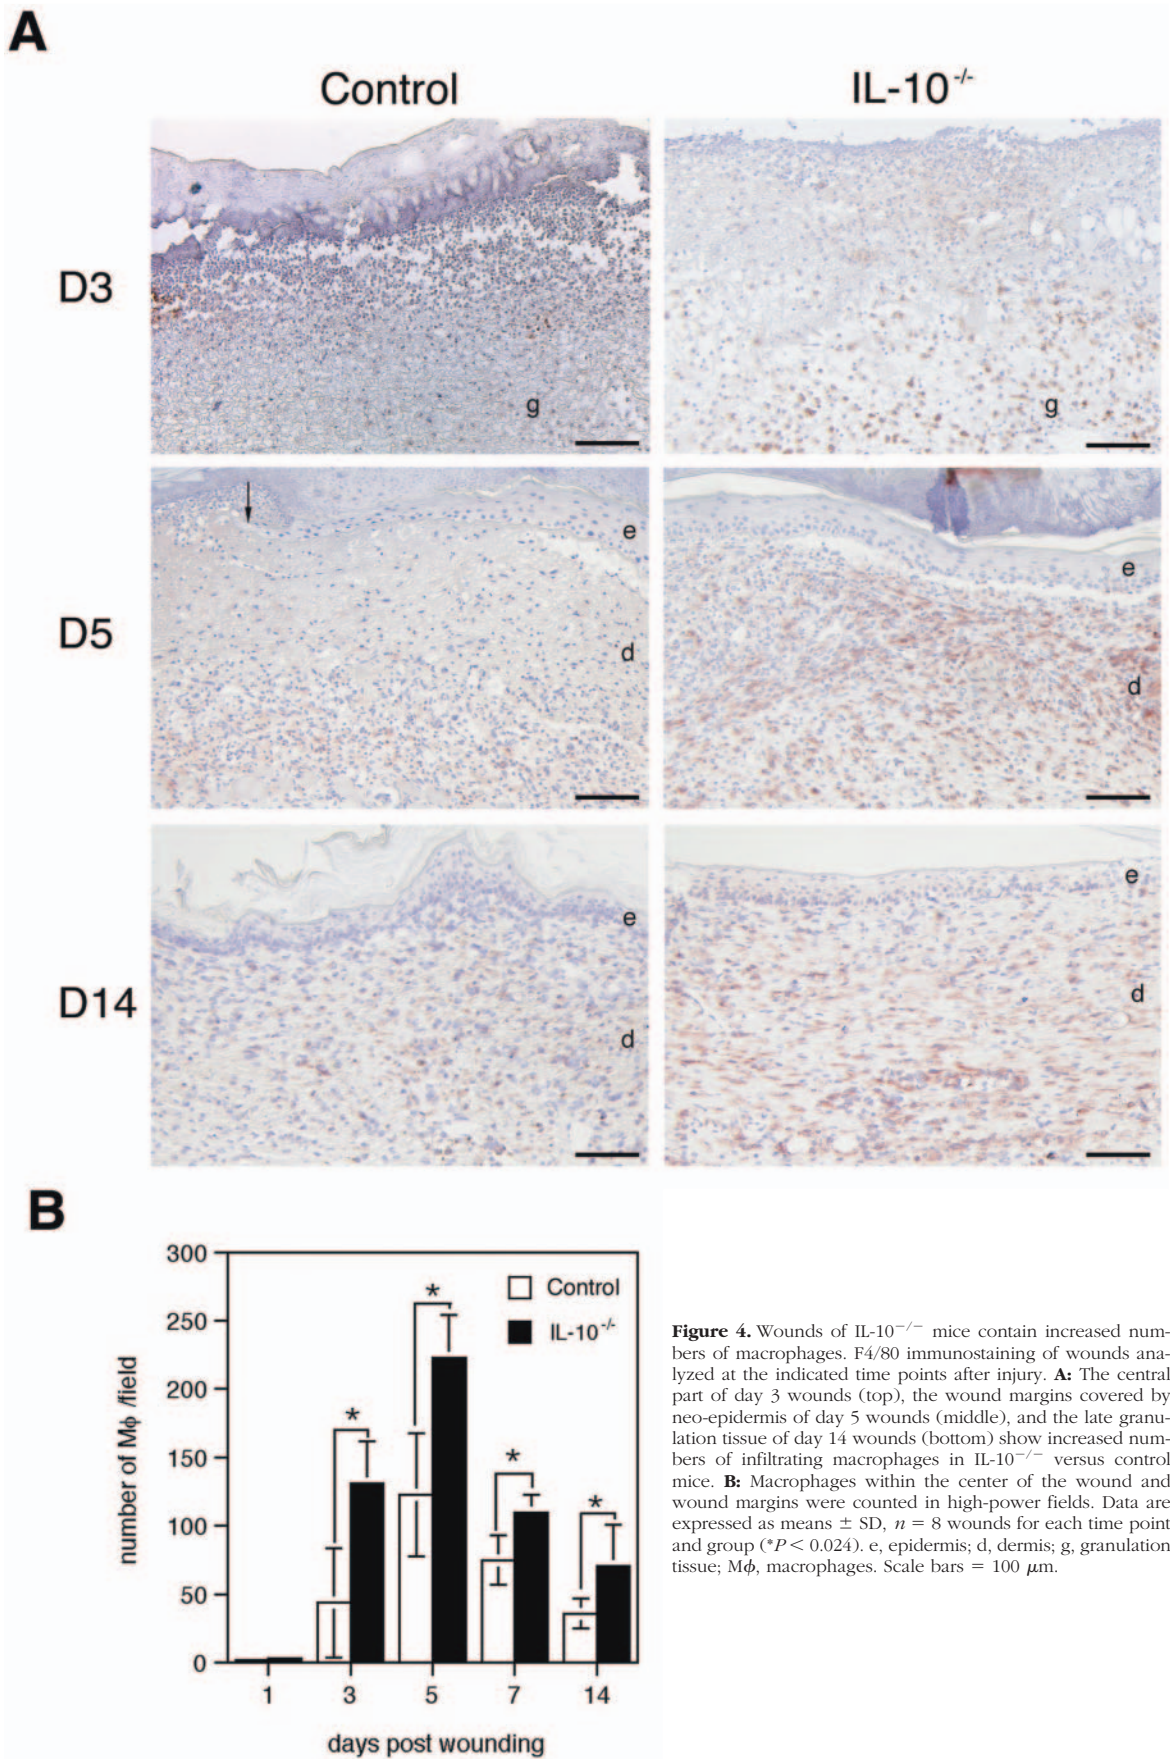 A
Control IL-10-/-
D3
g g
D5
e e
d d
D14
e e
d d
B
300
250
200
150
100
50
0
number of Mϕ /field
Control
IL-10-/-
* * * * *
1 3 5 7 14
days post wounding
Figure 4. Wounds of IL-10−/− mice contain increased num-
bers of macrophages. F4/80 immunostaining of wounds ana-
lyzed at the indicated time points after injury. A: The central
part of day 3 wounds (top), the wound margins covered by
neo-epidermis of day 5 wounds (middle), and the late granu-
lation tissue of day 14 wounds (bottom) show increased num-
bers of infiltrating macrophages in IL-10−/− versus control
mice. B: Macrophages within the center of the wound and
wound margins were counted in high-power fields. Data are
expressed as means ± SD, n = 8 wounds for each time point
and group (*P < 0.024). e, epidermis; d, dermis; g, granulation
tissue; Mϕ, macrophages. Scale bars = 100 μm.